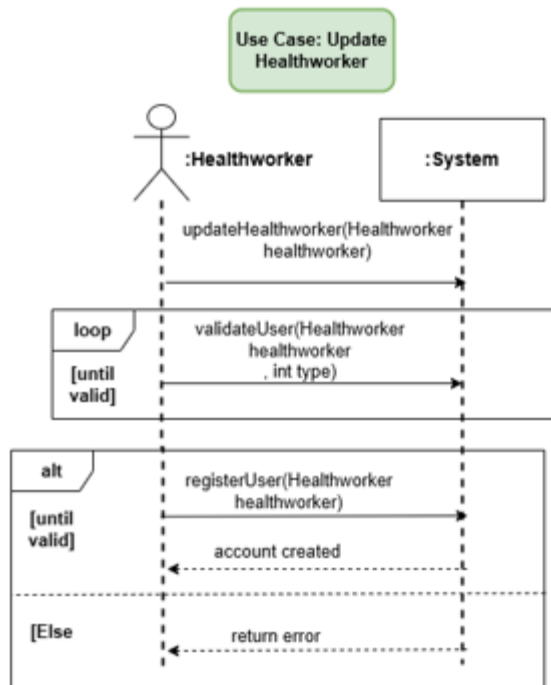 Use Case: Update
Healthworker
:Healthworker
:System
updateHealthworker(Healthworker
healthworker)
loop
validateUser(Healthworker
healthworker
, int type)
[until
valid]
alt
registerUser(Healthworker
healthworker)
[until
valid]
account created
[Else
return error